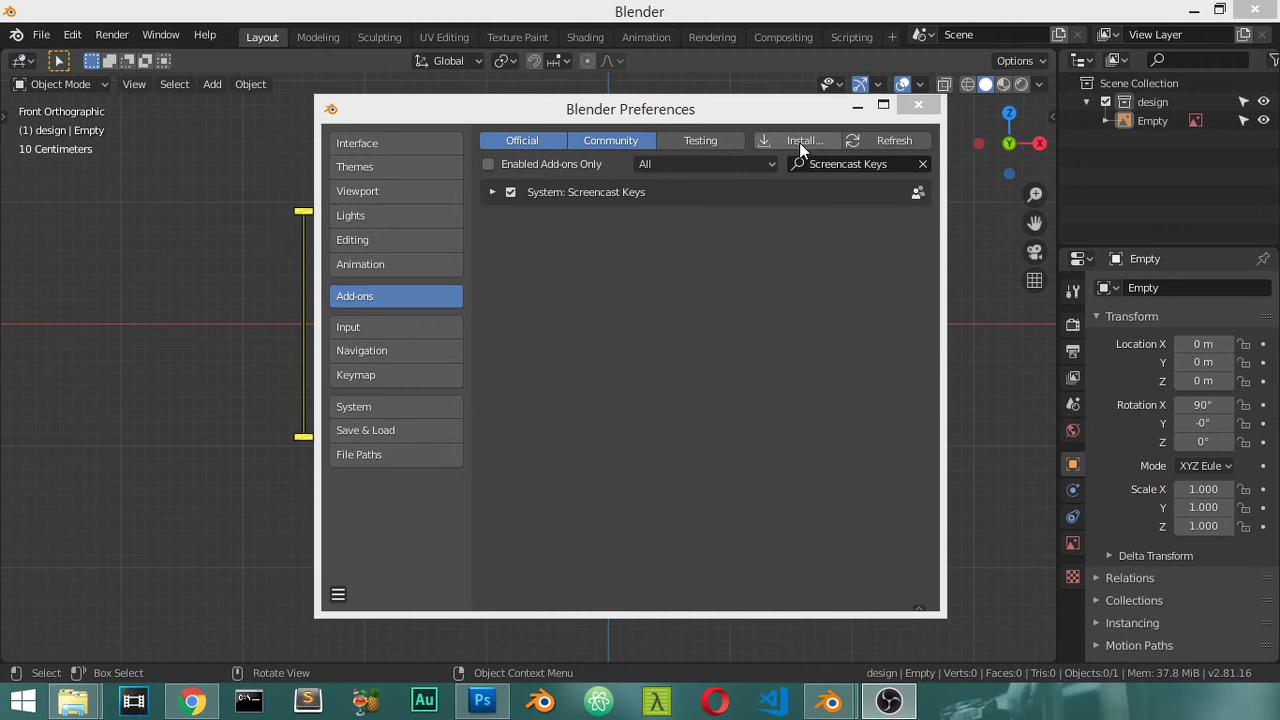 Blender
File Edit Render Window Help Layout Modeling Sculpting UV Editing Texture Paint Shading Animation Rendering Compositing Scripting + Scene View Layer
Global Options
Object Mode View Select Add Object
Front Orthographic
(1) design | Empty
10 Centimeters
Blender Preferences
Interface
Themes
Viewport
Lights
Editing
Animation
Add-ons
Input
Navigation
Keymap
System
Save & Load
File Paths
Official Community Testing Install... Refresh
Enabled Add-ons Only All Screencast Keys
System: Screencast Keys
Z
Y X
Scene Collection
design
Empty
Empty
Empty
Transform
Location X 0 m
Y 0 m
Z 0 m
Rotation X 90°
Y -0°
Z 0°
Mode XYZ Eule
Scale X 1.000
Y 1.000
Z 1.000
Delta Transform
Relations
Collections
Instancing
Motion Paths
Select Box Select Rotate View Object Context Menu design | Empty | Verts:0 | Faces:0 | Tris:0 | Objects:0/1 | Mem: 37.8 MiB | v2.81.16
S Au Ps λ